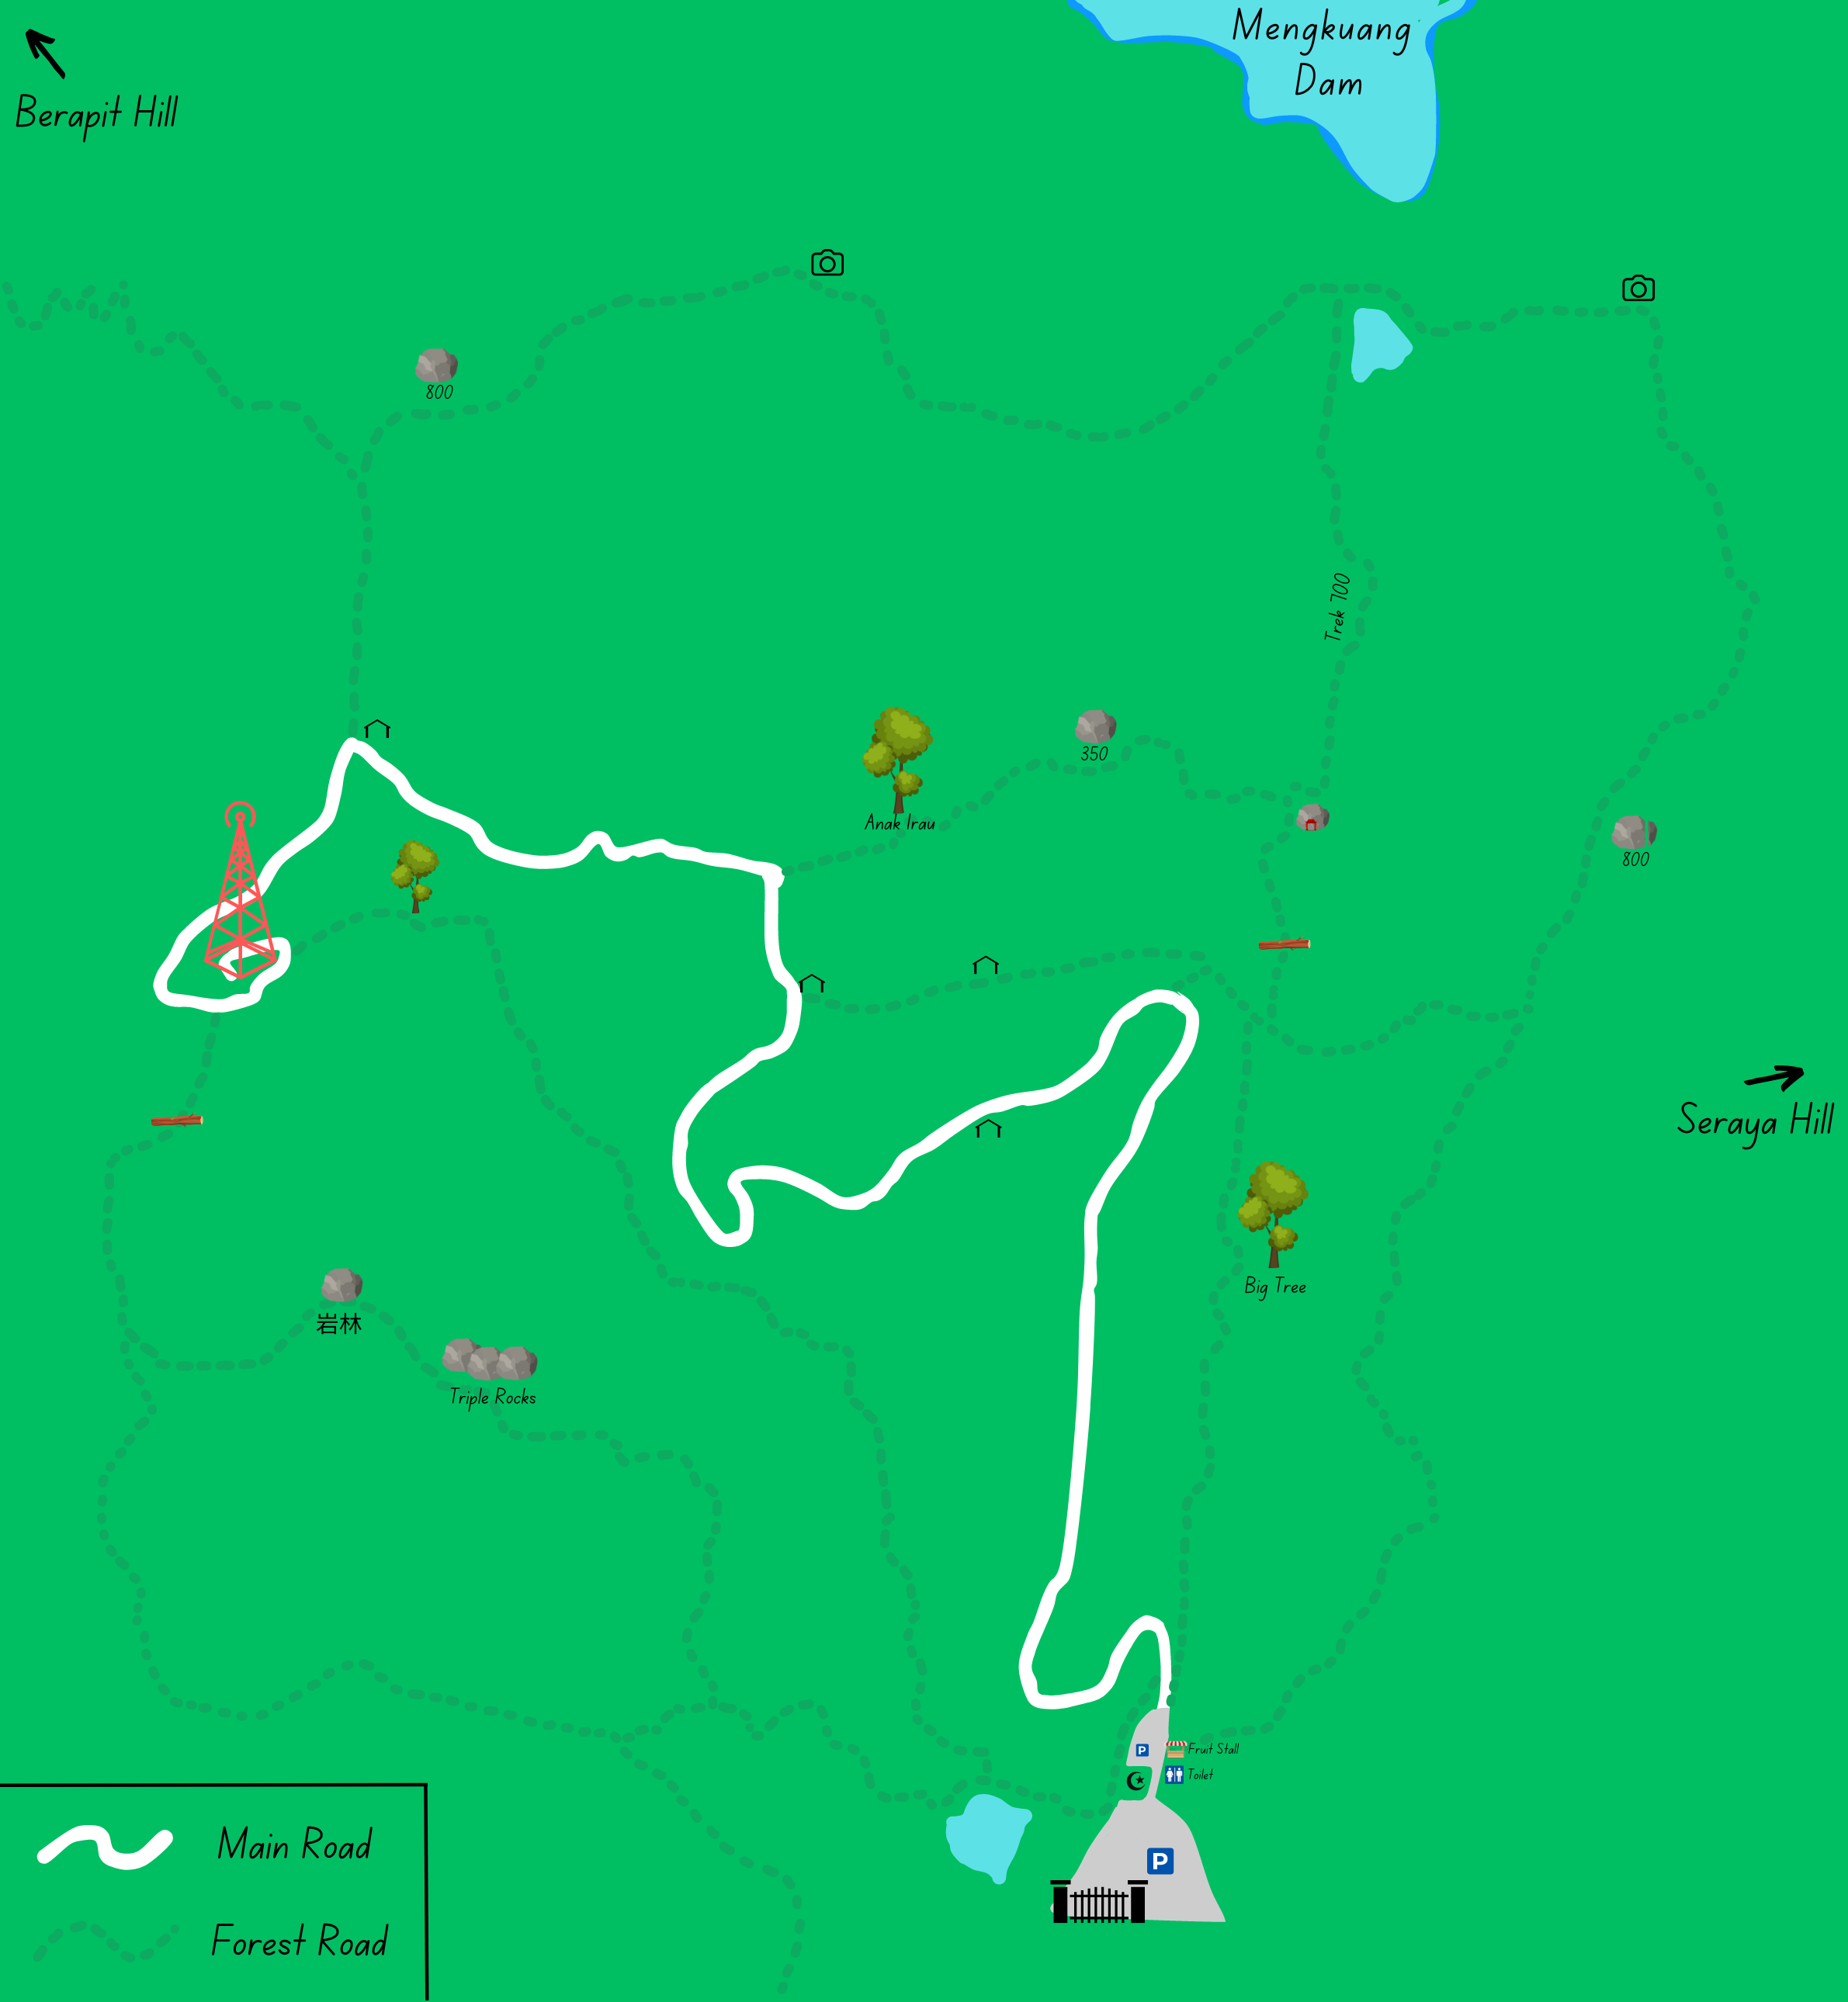 Mengkuang
Dam
Berapit Hill
800
Trek 700
350
Anak Irau
800
Seraya Hill
Big Tree
岩林
Triple Rocks
P
Fruit Stall
Toilet
P
Main Road
Forest Road